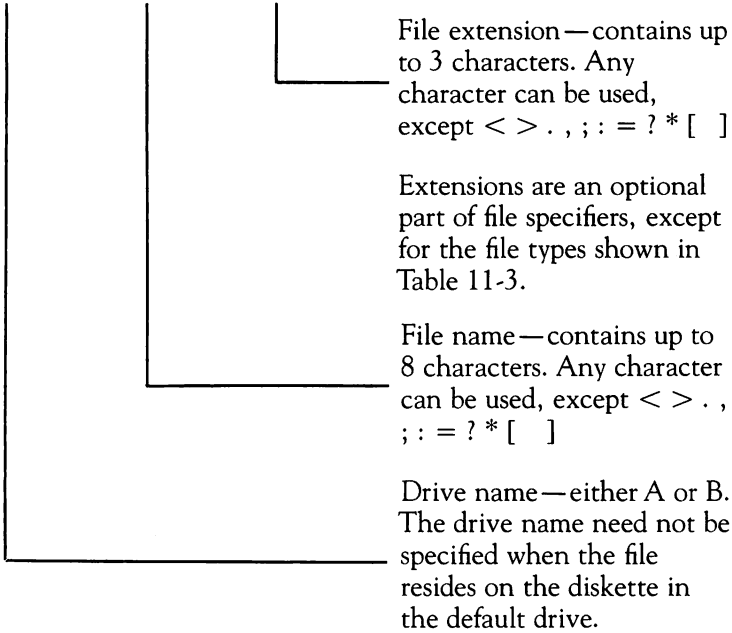 File extension—contains up
to 3 characters. Any
character can be used,
except < > . , ; : = ? * [ ]
Extensions are an optional
part of file specifiers, except
for the file types shown in
Table 11-3.
File name—contains up to
8 characters. Any character
can be used, except < > . ,
; : = ? * [ ]
Drive name—either A or B.
The drive name need not be
specified when the file
resides on the diskette in
the default drive.